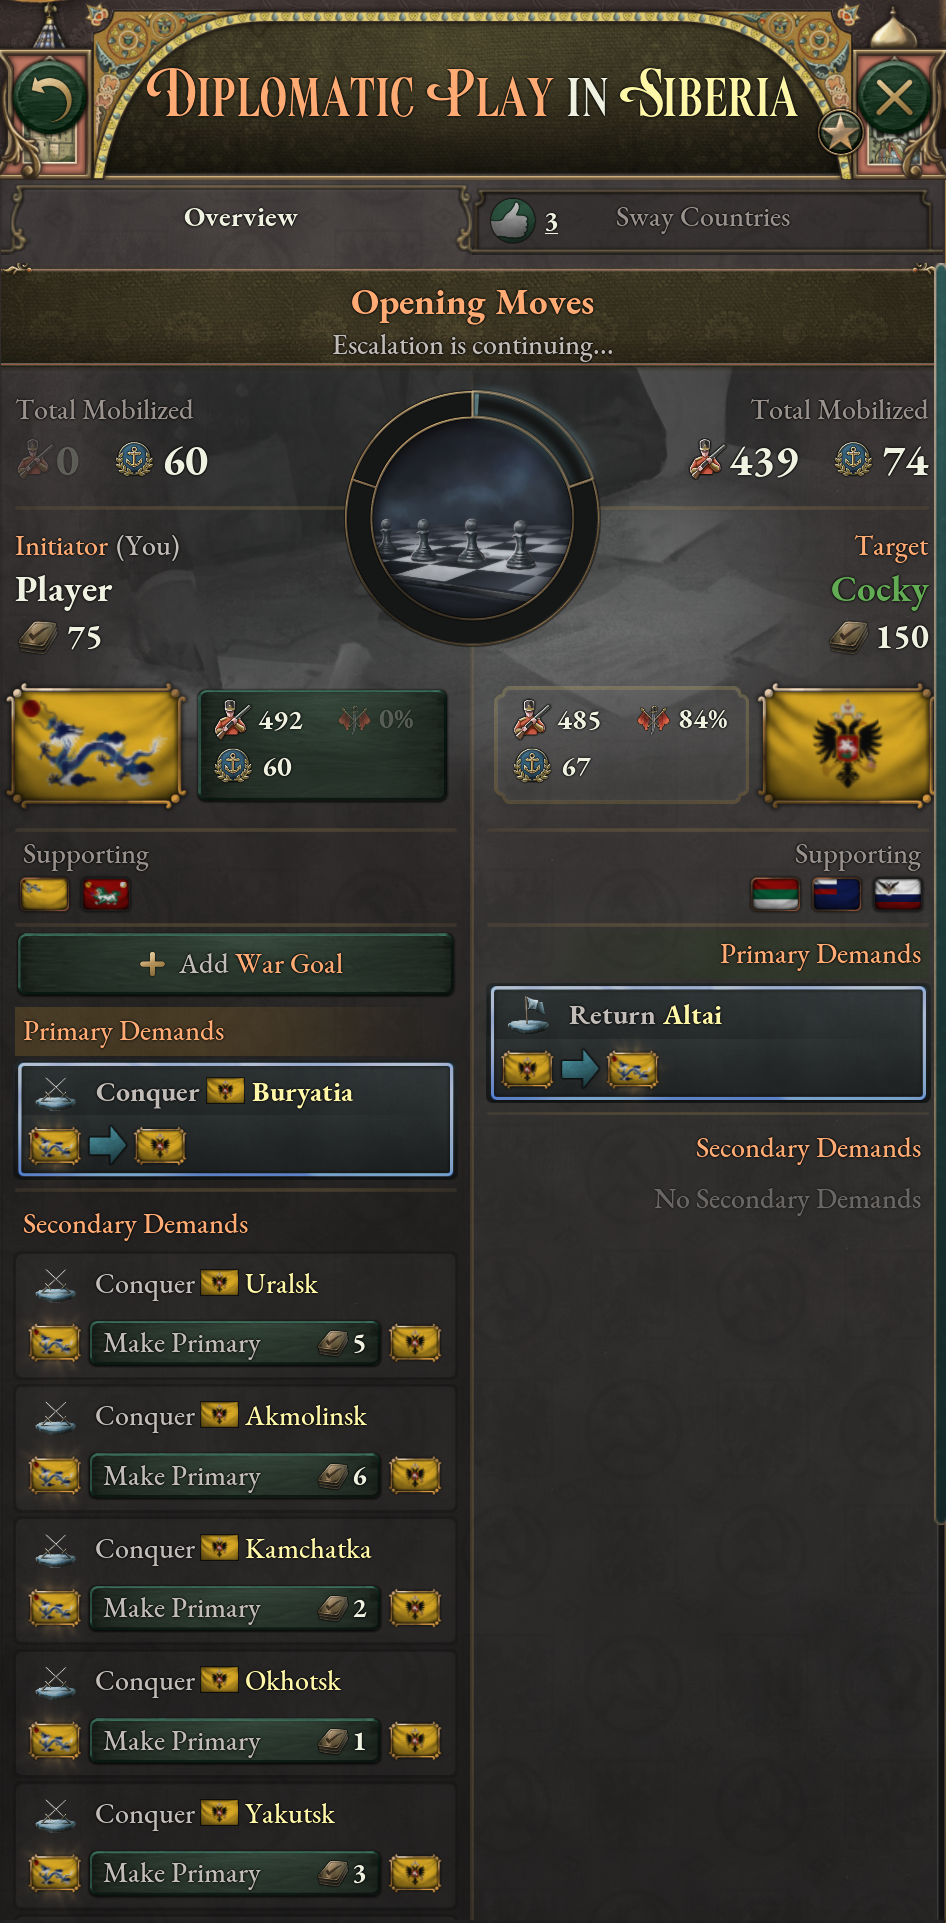 Diplomatic Play in Siberia
Overview
3 Sway Countries
Opening Moves
Escalation is continuing...
Total Mobilized
0 60
Total Mobilized
439 74
Initiator (You)
Player
75
Target
Cocky
150
492 0%
60
485 84%
67
Supporting
Supporting
+ Add War Goal
Primary Demands
Conquer Buryatia
Secondary Demands
Conquer Uralsk
Make Primary 5
Conquer Akmolinsk
Make Primary 6
Conquer Kamchatka
Make Primary 2
Conquer Okhotsk
Make Primary 1
Conquer Yakutsk
Make Primary 3
Primary Demands
Return Altai
Secondary Demands
No Secondary Demands